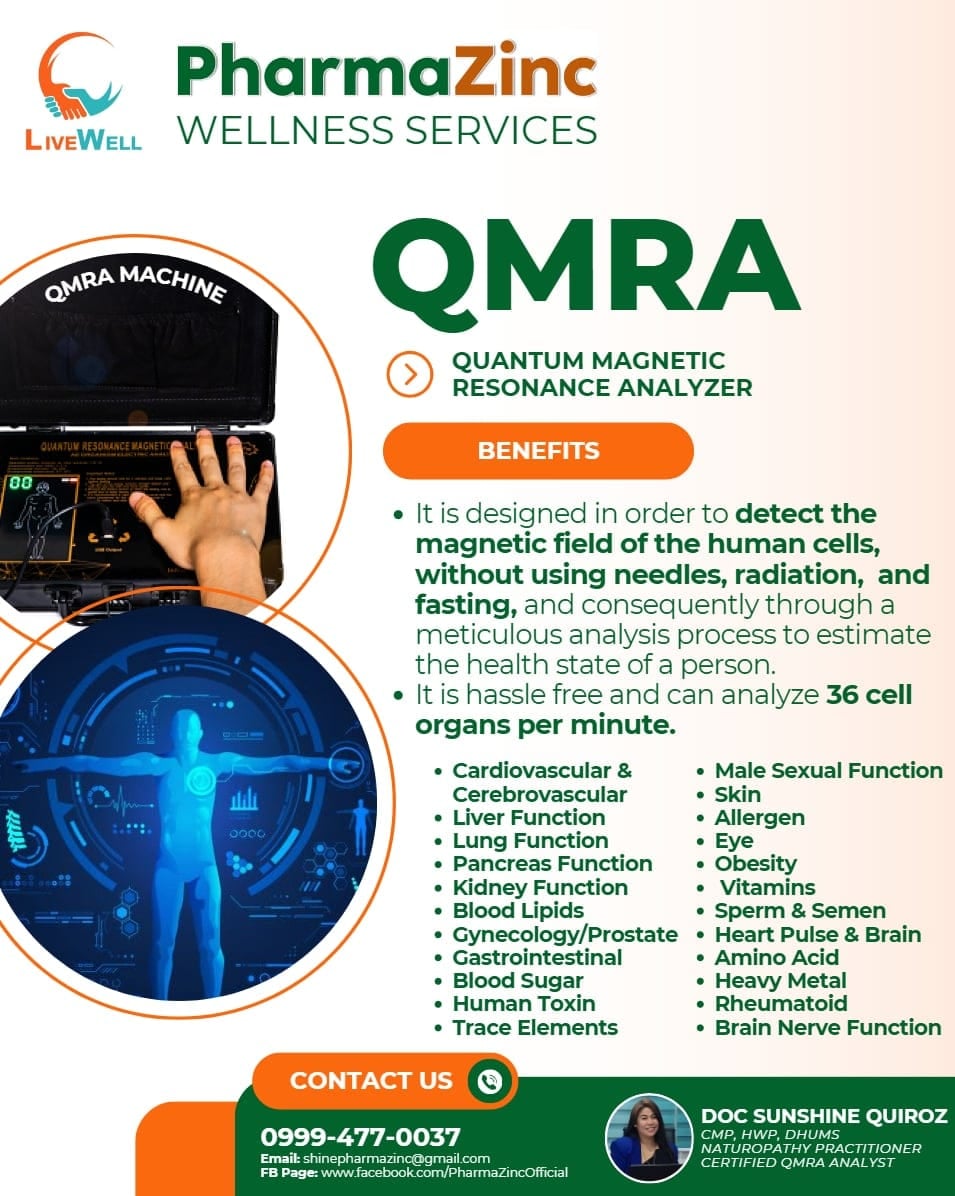 LIVEWELL
PharmaZinc
WELLNESS SERVICES
QMRA MACHINE
QMRA
QUANTUM MAGNETIC
RESONANCE ANALYZER
QUANTUM RESONANCE MAGNETIC
00
USB Output
BENEFITS
• It is designed in order to detect the
magnetic field of the human cells,
without using needles, radiation,  and
fasting, and consequently through a
meticulous analysis process to estimate
the health state of a person.
• It is hassle free and can analyze 36 cell
organs per minute.
• Cardiovascular &
Cerebrovascular
• Liver Function
• Lung Function
• Pancreas Function
• Kidney Function
• Blood Lipids
• Gynecology/Prostate
• Gastrointestinal
• Blood Sugar
• Human Toxin
• Trace Elements
• Male Sexual Function
• Skin
• Allergen
• Eye
• Obesity
• Vitamins
• Sperm & Semen
• Heart Pulse & Brain
• Amino Acid
• Heavy Metal
• Rheumatoid
• Brain Nerve Function
CONTACT US
0999-477-0037
Email: shinepharmazinc@gmail.com
FB Page: www.facebook.com/PharmaZincOfficial
DOC SUNSHINE QUIROZ
CMP, HWP, DHUMS
NATUROPATHY PRACTITIONER
CERTIFIED QMRA ANALYST